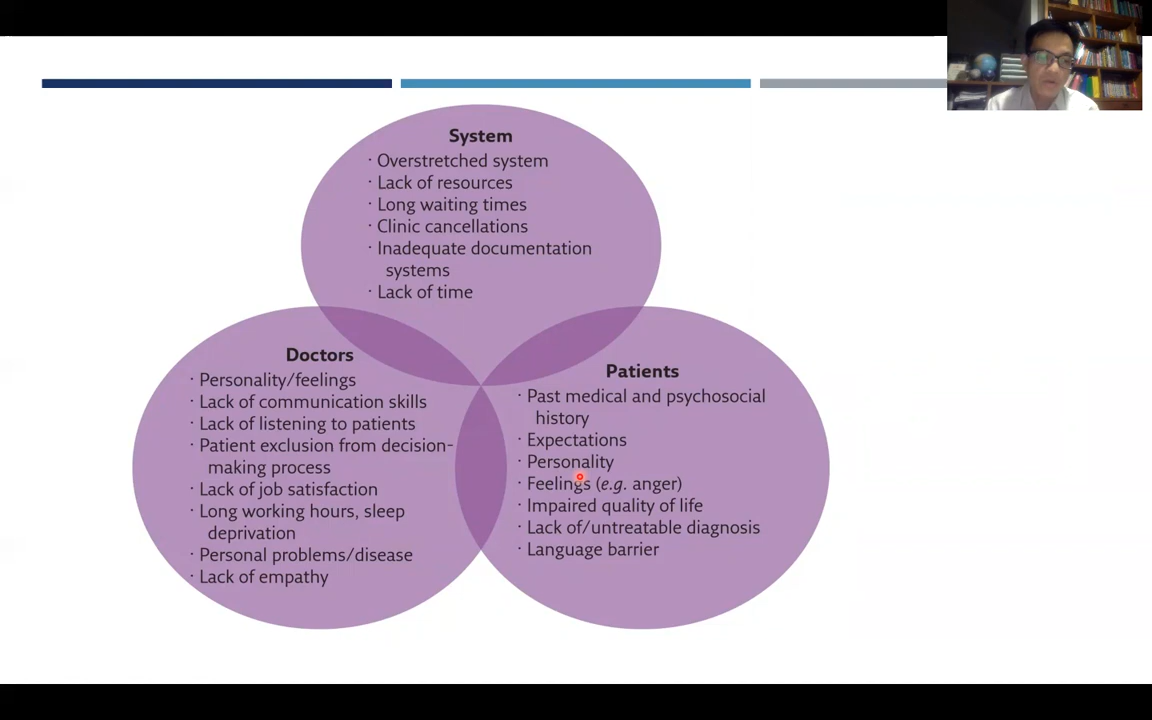 System
· Overstretched system
· Lack of resources
· Long waiting times
· Clinic cancellations
· Inadequate documentation
systems
· Lack of time
Doctors
· Personality/feelings
· Lack of communication skills
· Lack of listening to patients
· Patient exclusion from decision-
making process
· Lack of job satisfaction
· Long working hours, sleep
deprivation
· Personal problems/disease
· Lack of empathy
Patients
· Past medical and psychosocial
history
· Expectations
· Personality
· Feelings (e.g. anger)
· Impaired quality of life
· Lack of/untreatable diagnosis
· Language barrier